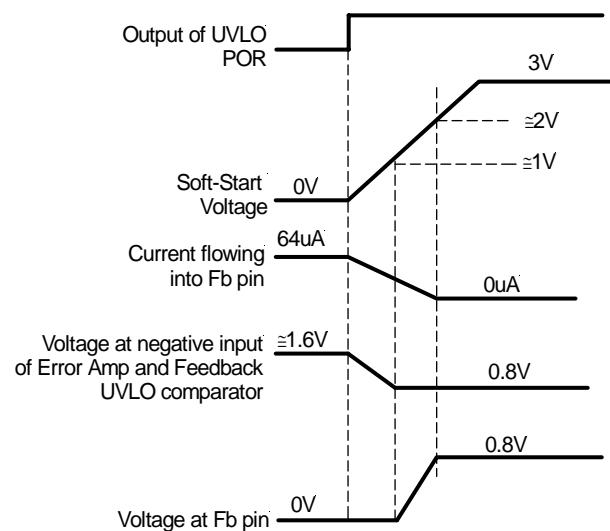 Output of UVLO
POR
3V
≅2V
≅1V
Soft-Start
Voltage
0V
64uA
Current flowing
into Fb pin
0uA
Voltage at negative input
of Error Amp and Feedback
UVLO comparator
≅1.6V
0.8V
0.8V
Voltage at Fb pin
0V